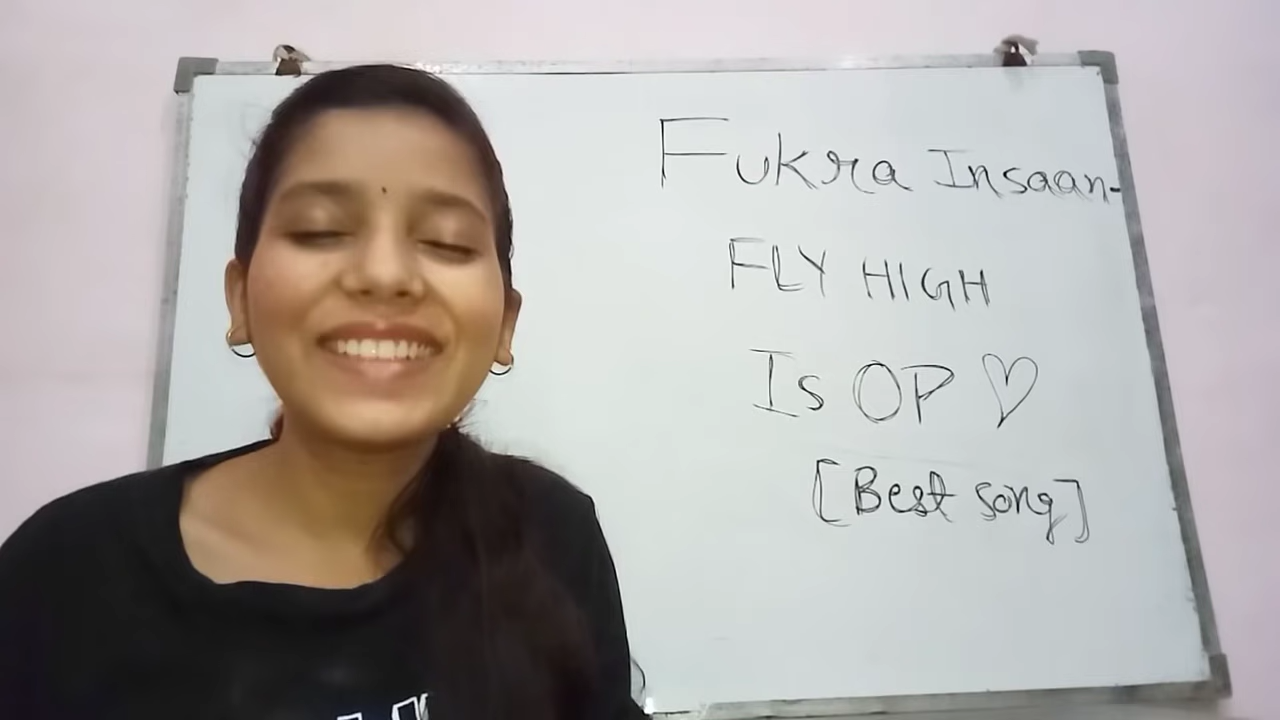 Fukra Insaan-
FLY HIGH
Is OP ♡
[Best song]